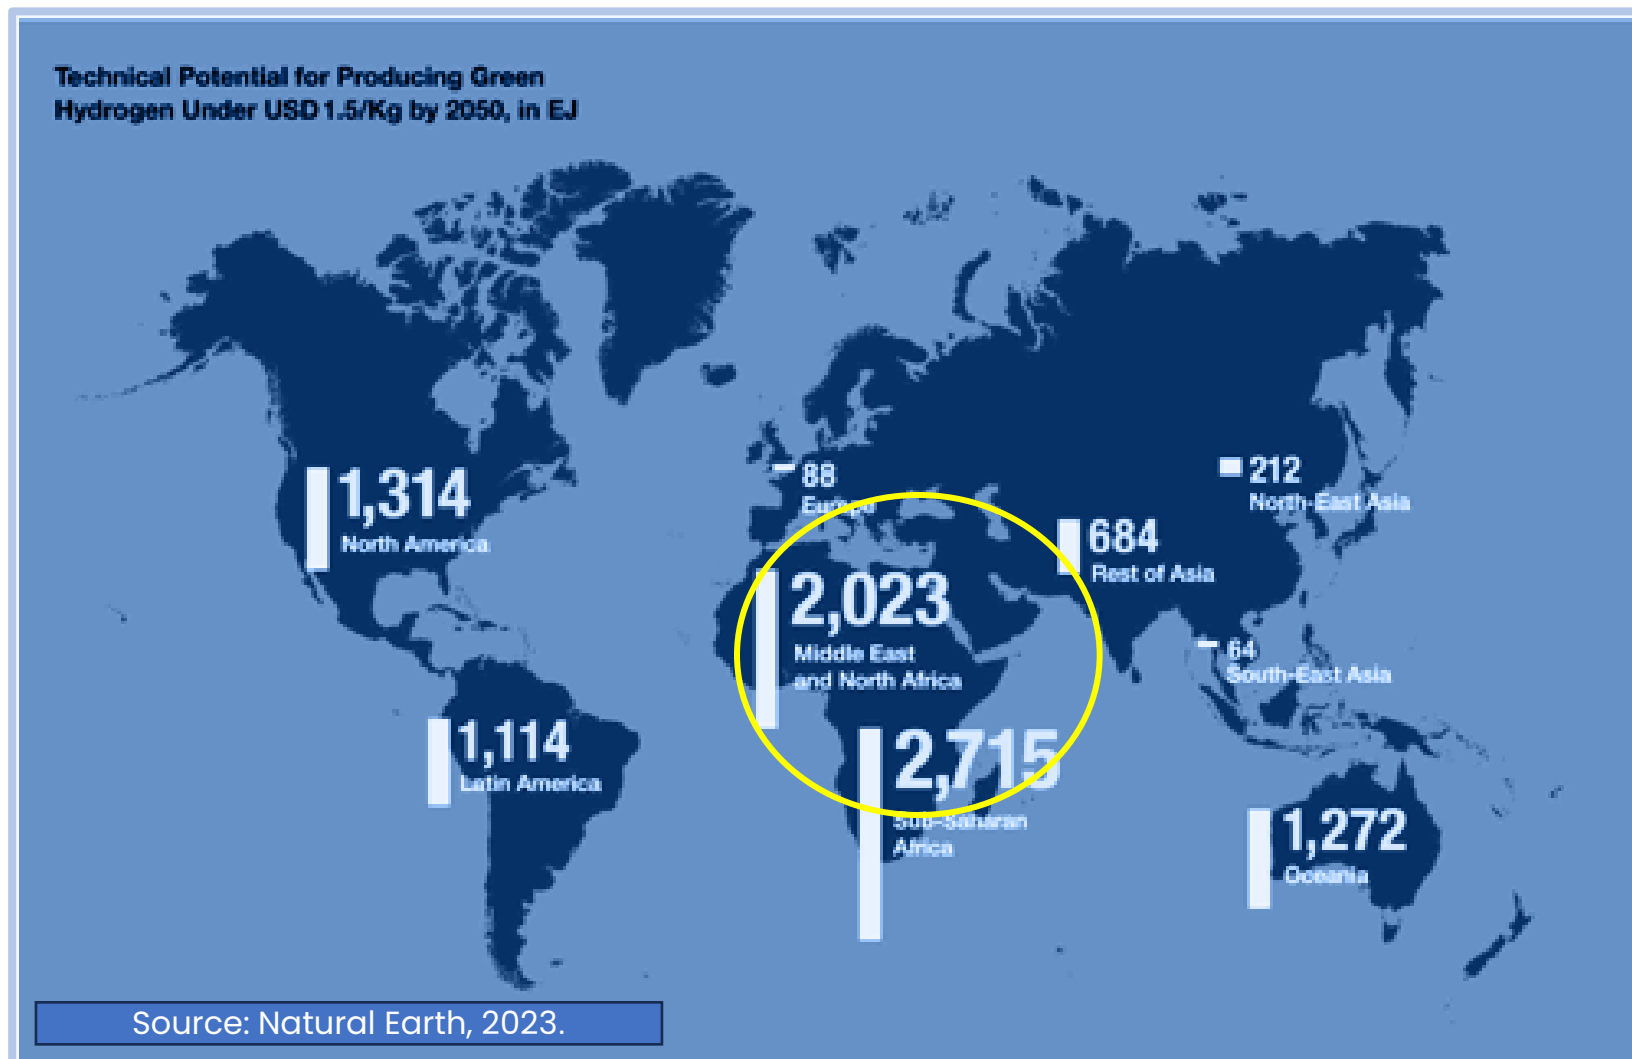 Technical Potential for Producing Green
Hydrogen Under USD 1.5/Kg by 2050, in EJ
1,314
North America
88
Europe
212
North-East Asia
684
Rest of Asia
2,023
Middle East
and North Africa
64
South-East Asia
1,114
Latin America
2,715
Sub-Saharan
Africa
1,272
Oceania
Source: Natural Earth, 2023.